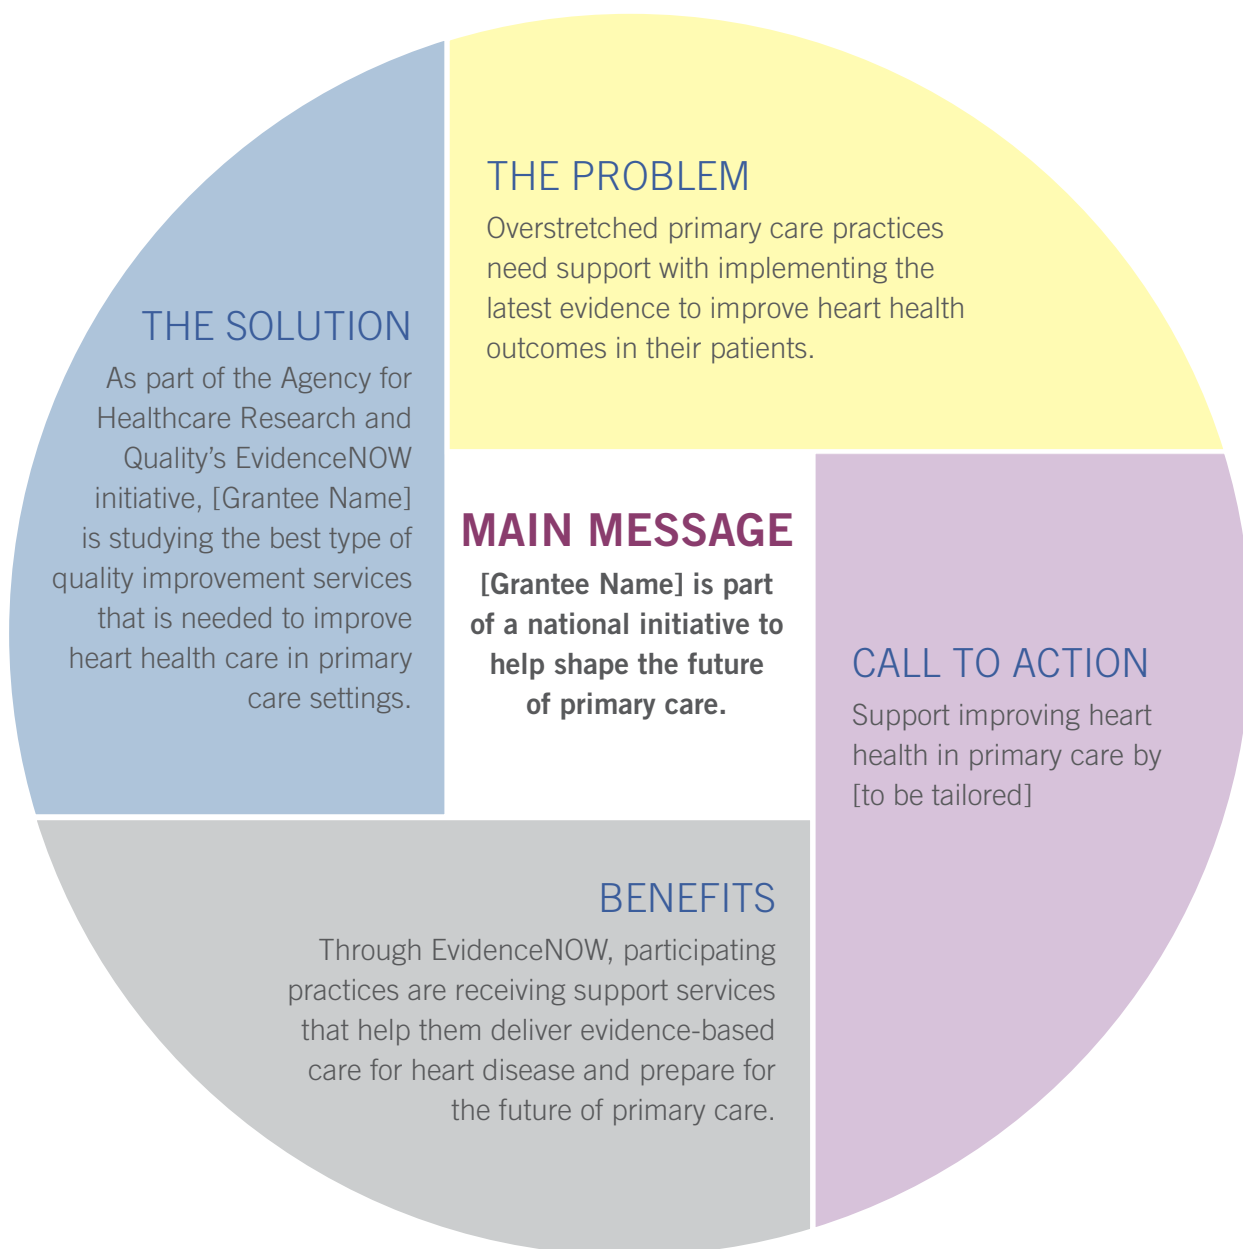 THE PROBLEM
Overstretched primary care practices
need support with implementing the
latest evidence to improve heart health
outcomes in their patients.
THE SOLUTION
As part of the Agency for
Healthcare Research and
Quality’s EvidenceNOW
initiative, [Grantee Name]
is studying the best type of
quality improvement services
that is needed to improve
heart health care in primary
care settings.
MAIN MESSAGE
[Grantee Name] is part
of a national initiative to
help shape the future
of primary care.
CALL TO ACTION
Support improving heart
health in primary care by
[to be tailored]
BENEFITS
Through EvidenceNOW, participating
practices are receiving support services
that help them deliver evidence-based
care for heart disease and prepare for
the future of primary care.